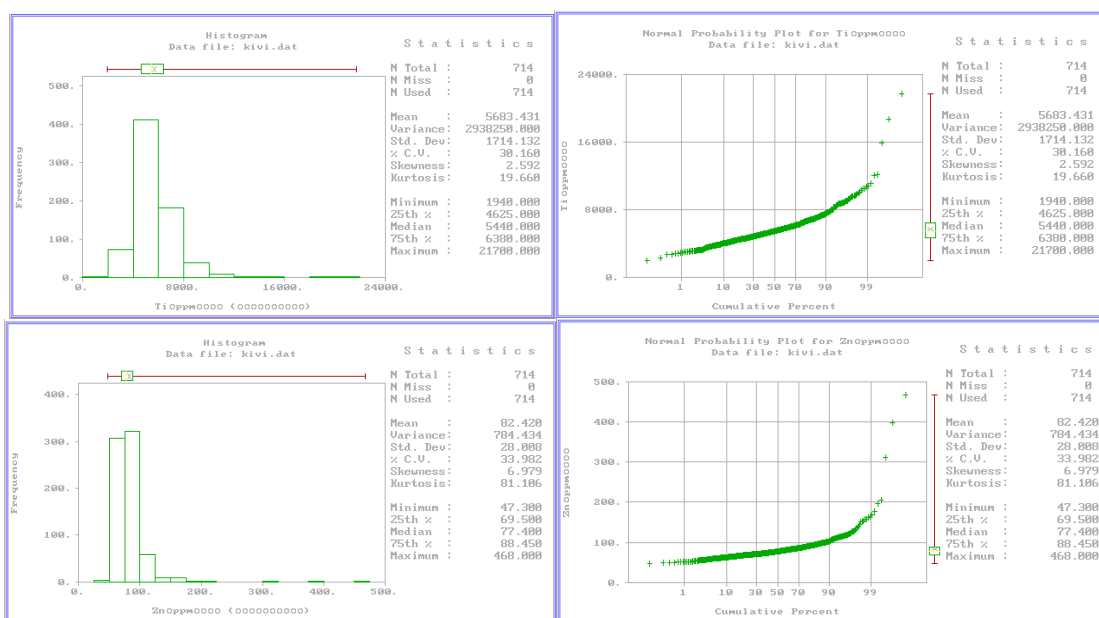 Histogram
Data file: kivi.dat
Statistics
N Total : 714
N Miss : 0
N Used : 714
Mean : 5683.431
Variance: 2938250.000
Std. Dev: 1714.132
% C.V. : 30.160
Skewness: 2.592
Kurtosis: 19.660
Minimum : 1940.000
25th % : 4625.000
Median : 5440.000
75th % : 6380.000
Maximum : 21700.000
Frequency
500.
400.
300.
200.
100.
0.
0. 8000. 16000. 24000.
Normal Probability Plot for Ti□ppm□□□□
Data file: kivi.dat
Statistics
N Total : 714
N Miss : 0
N Used : 714
Mean : 5683.431
Variance: 2938250.000
Std. Dev: 1714.132
% C.V. : 30.160
Skewness: 2.592
Kurtosis: 19.660
Minimum : 1940.000
25th % : 4625.000
Median : 5440.000
75th % : 6380.000
Maximum : 21700.000
Ti□ppm□□□□
24000.
16000.
8000.
0.
1 10 30 50 70 90 99
Cumulative Percent
Ti□ppm□□□□ (□□□□□□□□□□)
Histogram
Data file: kivi.dat
Statistics
N Total : 714
N Miss : 0
N Used : 714
Mean : 82.420
Variance: 784.434
Std. Dev: 28.008
% C.V. : 33.982
Skewness: 6.979
Kurtosis: 81.106
Minimum : 47.300
25th % : 69.500
Median : 77.400
75th % : 88.450
Maximum : 468.000
Frequency
400.
300.
200.
100.
0.
0. 100. 200. 300. 400. 500.
Zn□ppm□□□□ (□□□□□□□□□□)
Normal Probability Plot for Zn□ppm□□□□
Data file: kivi.dat
Statistics
N Total : 714
N Miss : 0
N Used : 714
Mean : 82.420
Variance: 784.434
Std. Dev: 28.008
% C.V. : 33.982
Skewness: 6.979
Kurtosis: 81.106
Minimum : 47.300
25th % : 69.500
Median : 77.400
75th % : 88.450
Maximum : 468.000
Zn□ppm□□□□
500.
400.
300.
200.
100.
0.
1 10 30 50 70 90 99
Cumulative Percent